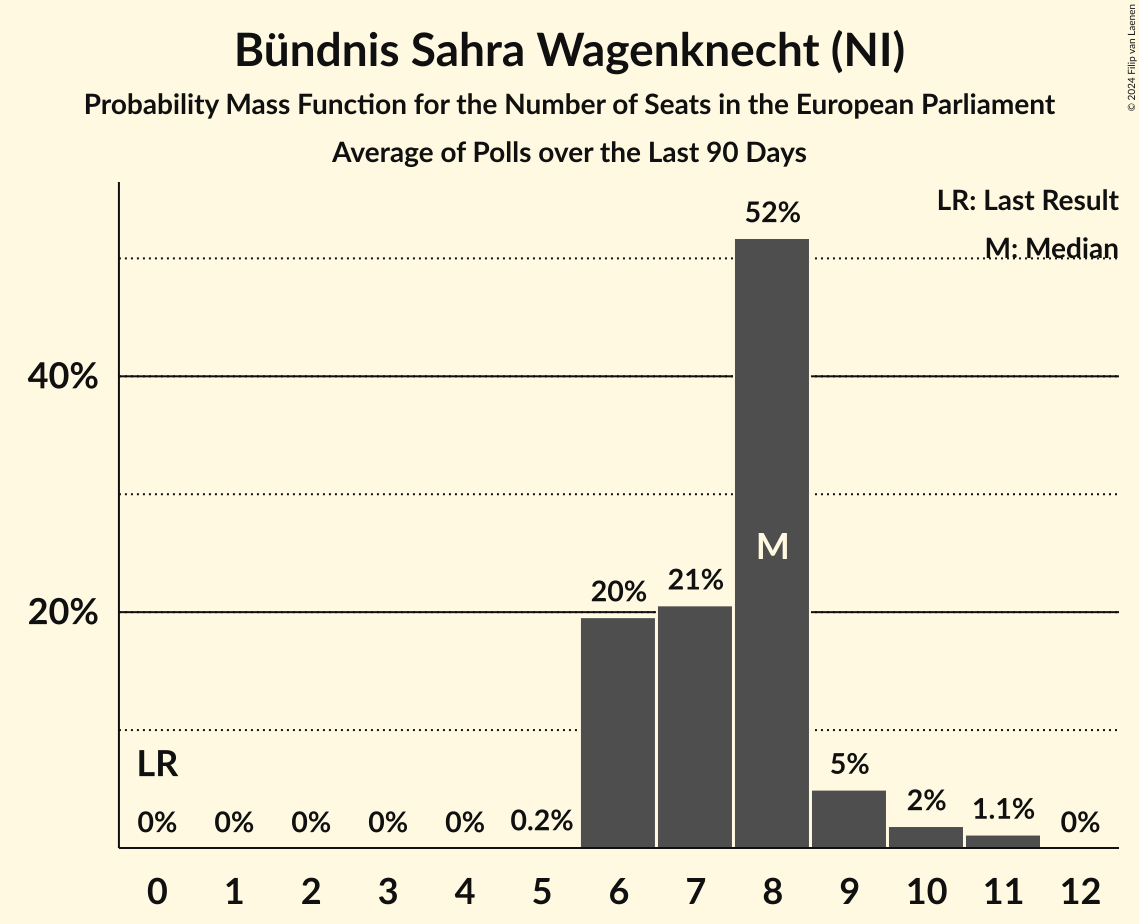 Bündnis Sahra Wagenknecht (NI)
Probability Mass Function for the Number of Seats in the European Parliament
Average of Polls over the Last 90 Days
© 2024 Filip van Laenen
LR: Last Result
M: Median
52%
40%
M
20%
21%
20%
LR
5%
2%
1.1%
0%
0%
0%
0%
0%
0.2%
0%
0 1 2 3 4 5 6 7 8 9 10 11 12